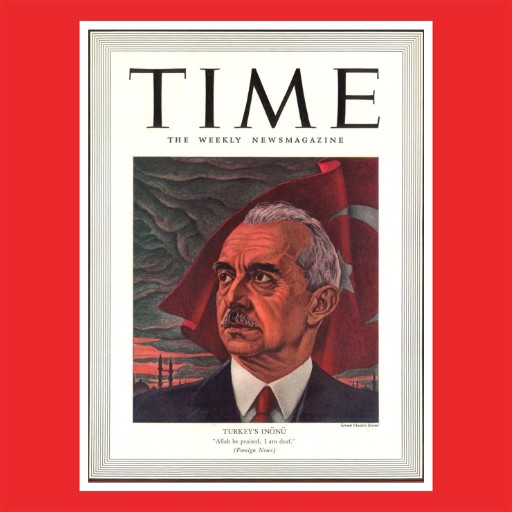 TIME
THE WEEKLY NEWSMAGAZINE
TURKEY'S INÖNÜ
"Allah be praised, I am deaf."
(Foreign News)